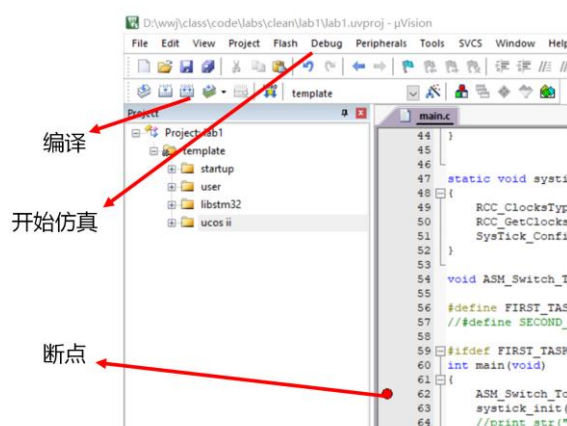 D:\wwj\class\code\labs\clean\lab1\lab1.uvproj - µVision
File Edit View Project Flash Debug Peripherals Tools SVCS Window Help
template
Project
main.c
编译
开始仿真
断点
Project: lab1
template
startup
user
libstm32
ucos ii
44 }
45
46
47 static void systi
48 {
49 RCC_ClocksTyp
50 RCC_GetClocks
51 SysTick_Confi
52 }
53
54 void ASM_Switch_T
55
56 #define FIRST_TAS
57 //#define SECOND_
58
59 #ifdef FIRST_TASK
60 int main(void)
61 {
62 ASM_Switch_To
63 systick_init(
64 //print_str("